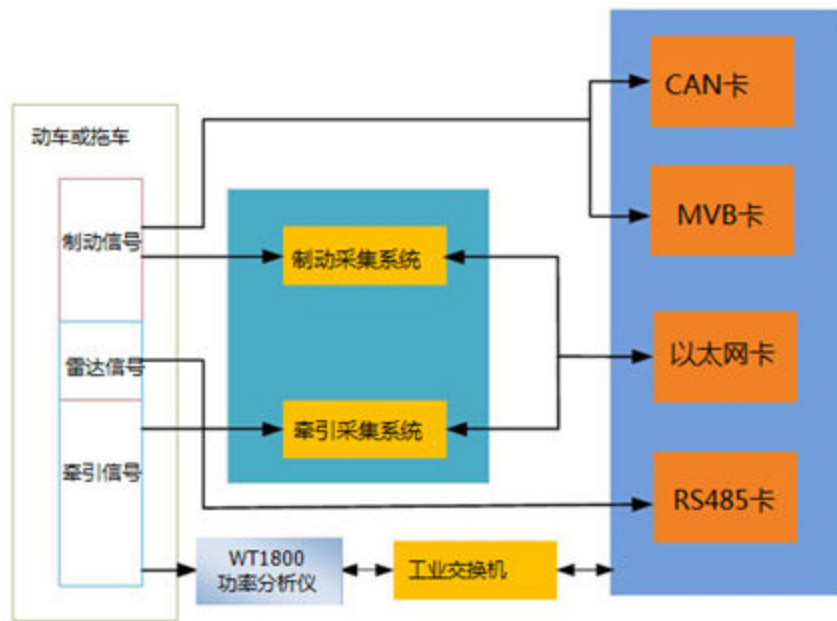 CAN卡
动车或拖车
MVB卡
制动信号
制动采集系统
以太网卡
雷达信号
牵引采集系统
牵引信号
RS485卡
WT1800
功率分析仪
工业交换机